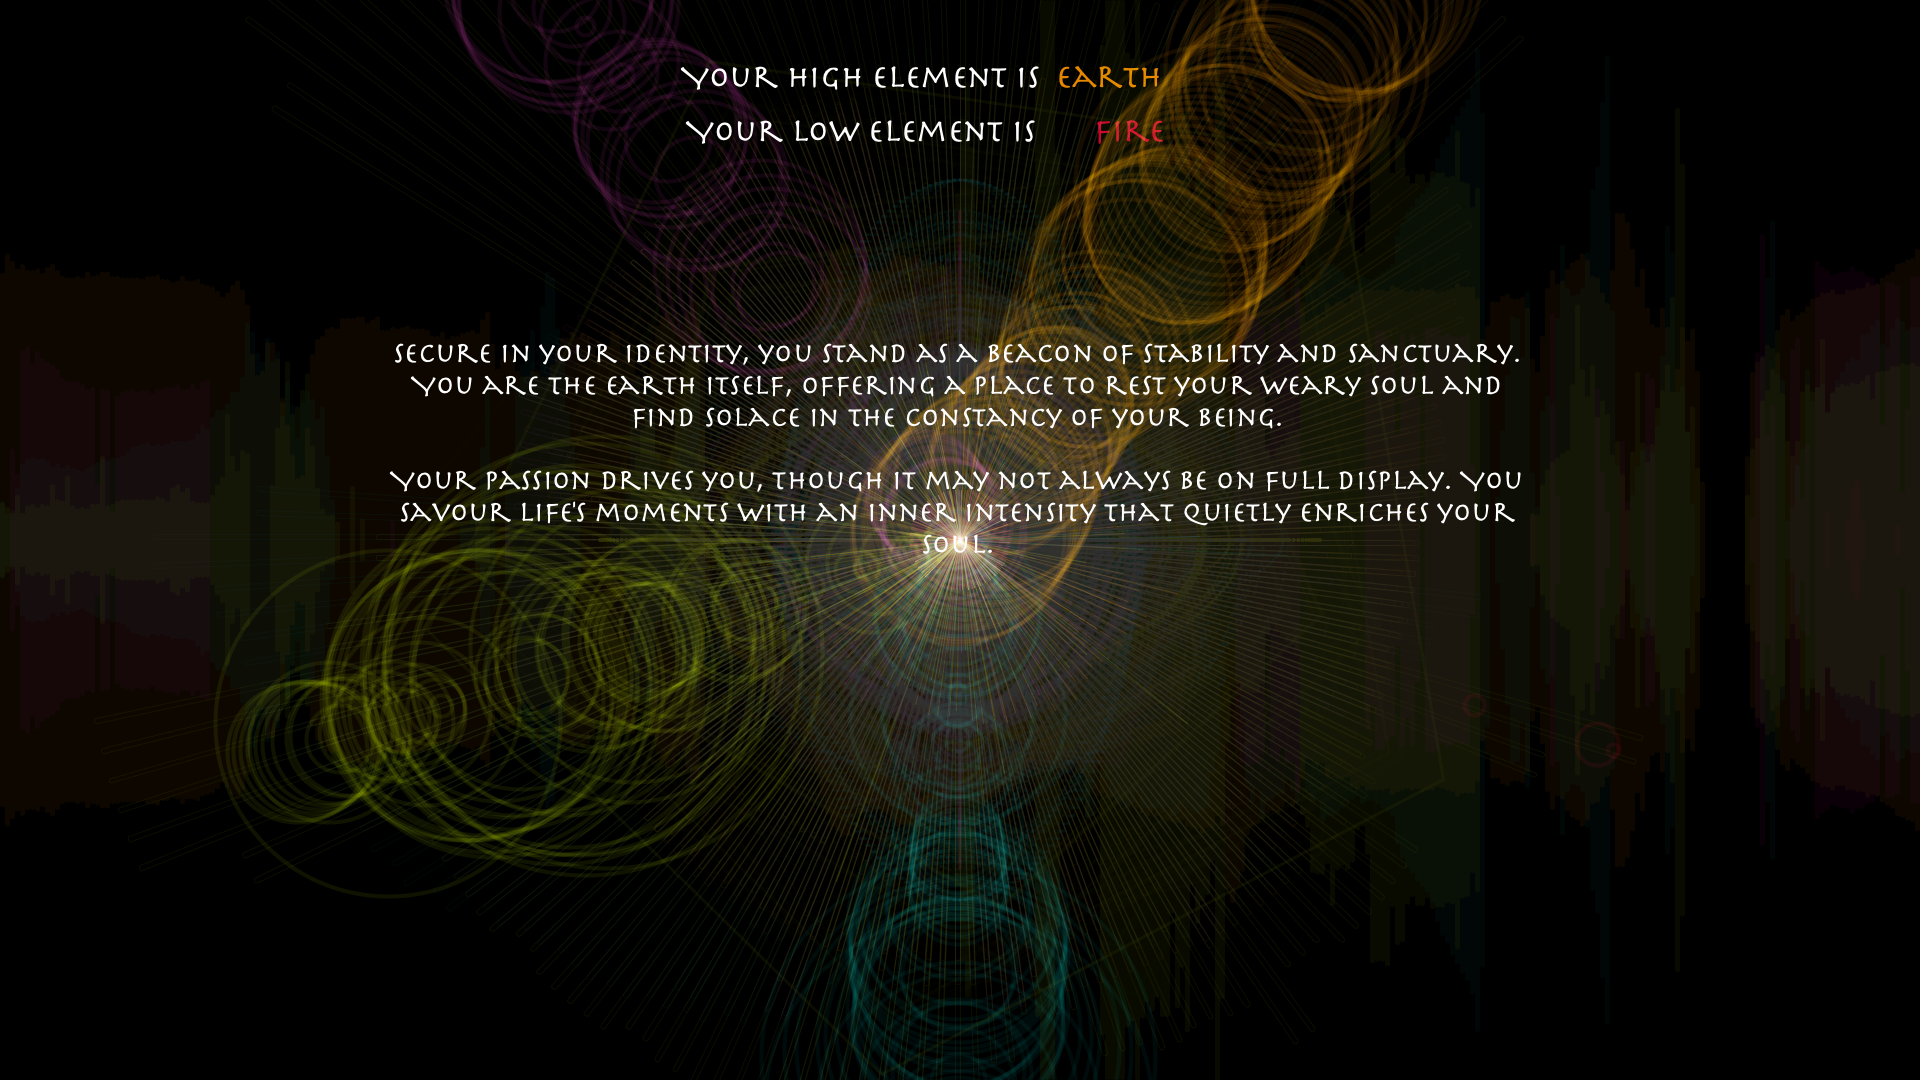 Your high element is earth
Your low element is fire
Secure in your identity, you stand as a beacon of stability and sanctuary.
You are the earth itself, offering a place to rest your weary soul and
find solace in the constancy of your being.
Your passion drives you, though it may not always be on full display. You
savour life's moments with an inner intensity that quietly enriches your
soul.